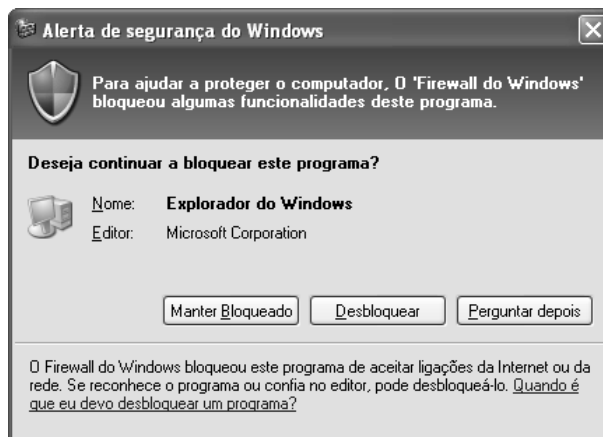 Alerta de segurança do Windows
Para ajudar a proteger o computador, O 'Firewall do Windows'
bloqueou algumas funcionalidades deste programa.
Deseja continuar a bloquear este programa?
Nome: Explorador do Windows
Editor: Microsoft Corporation
Manter Bloqueado Desbloquear Perguntar depois
O Firewall do Windows bloqueou este programa de aceitar ligações da Internet ou da
rede. Se reconhece o programa ou confia no editor, pode desbloqueá-lo. Quando é
que eu devo desbloquear um programa?